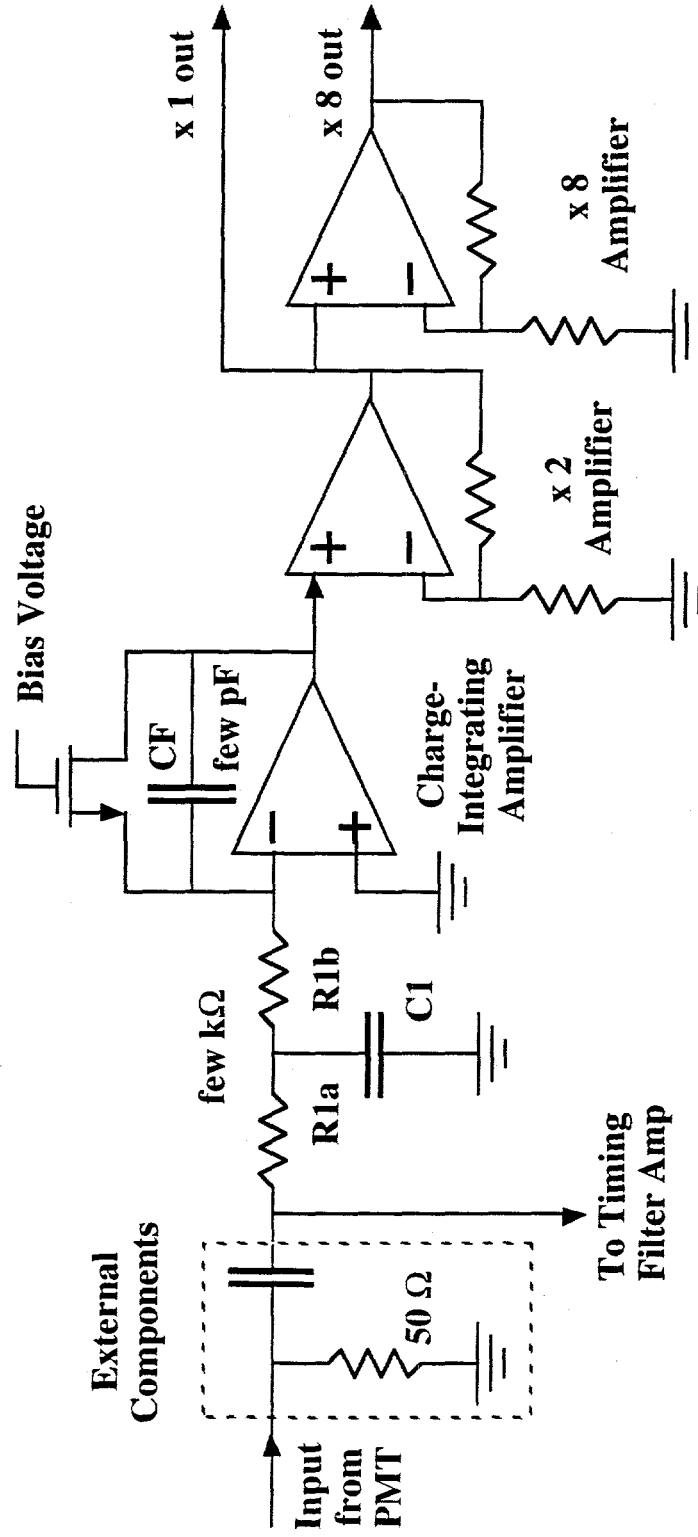 Input
from
PMT
External
Components
50 Ω
To Timing
Filter Amp
few kΩ
R1a
R1b
C1
Bias Voltage
CF
few pF
−
+
Charge-
Integrating
Amplifier
+
−
x 2
Amplifier
+
−
x 8
Amplifier
x 1 out
x 8 out